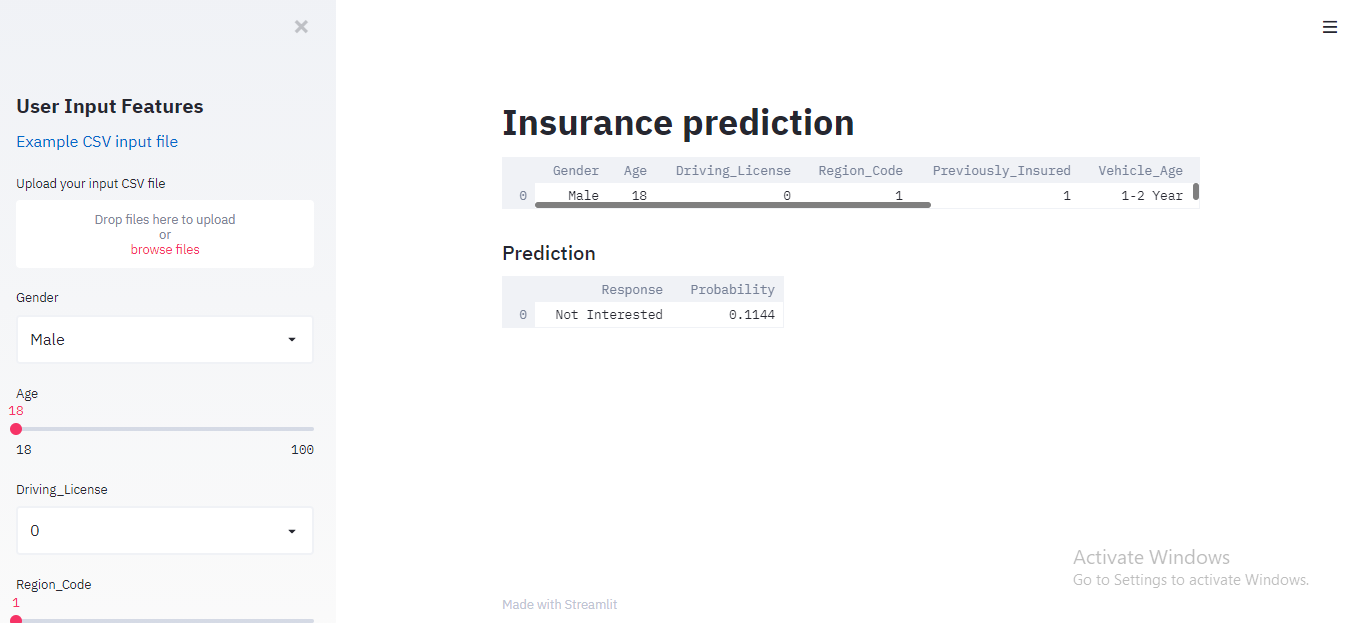 ×
User Input Features
Example CSV input file
Upload your input CSV file
Drop files here to upload
or
browse files
Gender
Male
Age
18
18 100
Driving_License
0
Region_Code
1
Insurance prediction
Gender Age Driving_License Region_Code Previously_Insured Vehicle_Age
0 Male 18 0 1 1 1-2 Year
Prediction
Response Probability
0 Not Interested 0.1144
Activate Windows
Go to Settings to activate Windows.
Made with Streamlit